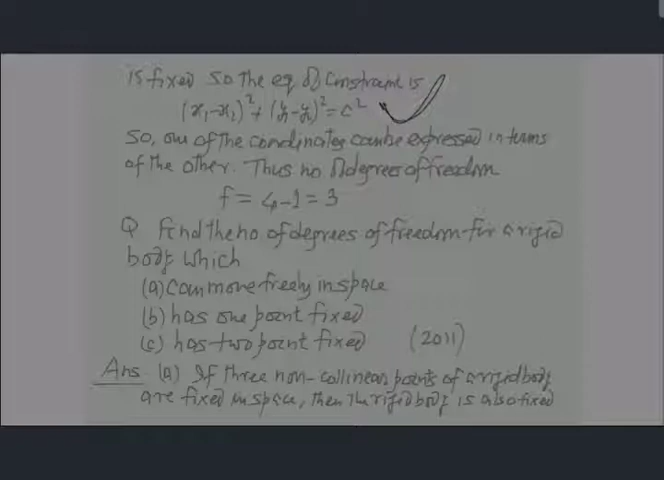 is fixed so the eq of constraint is
(x₁-x₂)² + (y₁-y₂)² = c²
So, one of the coordinates can be expressed in terms
of the other. Thus no of degrees of freedom
f = 4-1 = 3
Q Find the no of degrees of freedom for a rigid
body which
(a) can move freely in space
(b) has one point fixed
(c) has two point fixed (2011)
Ans (a) If three non-collinear points of a rigid body
are fixed in space, then the rigid body is also fixed